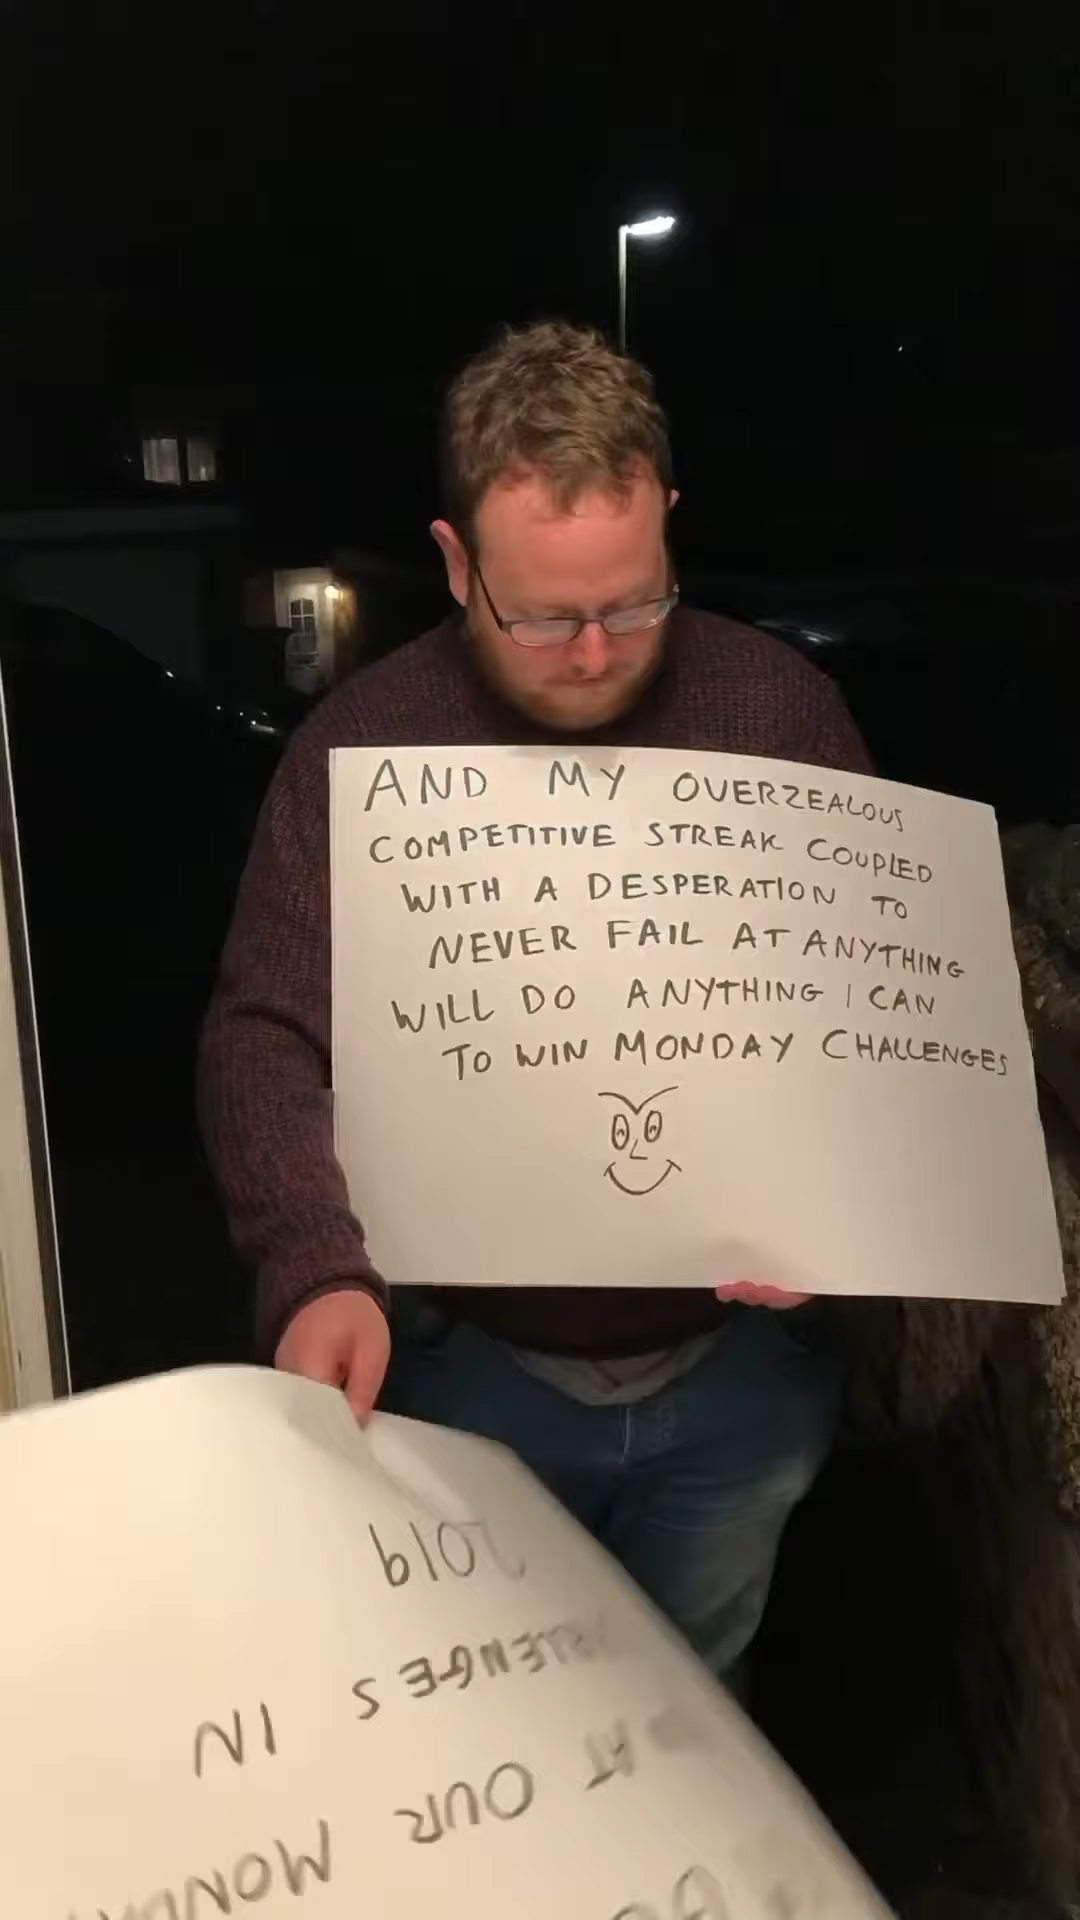 AND MY OVERZEALOUS
COMPETITIVE STREAK COUPLED
WITH A DESPERATION TO
NEVER FAIL AT ANYTHING
WILL DO ANYTHING I CAN
TO WIN MONDAY CHALLENGES
AT OUR
IN
2019